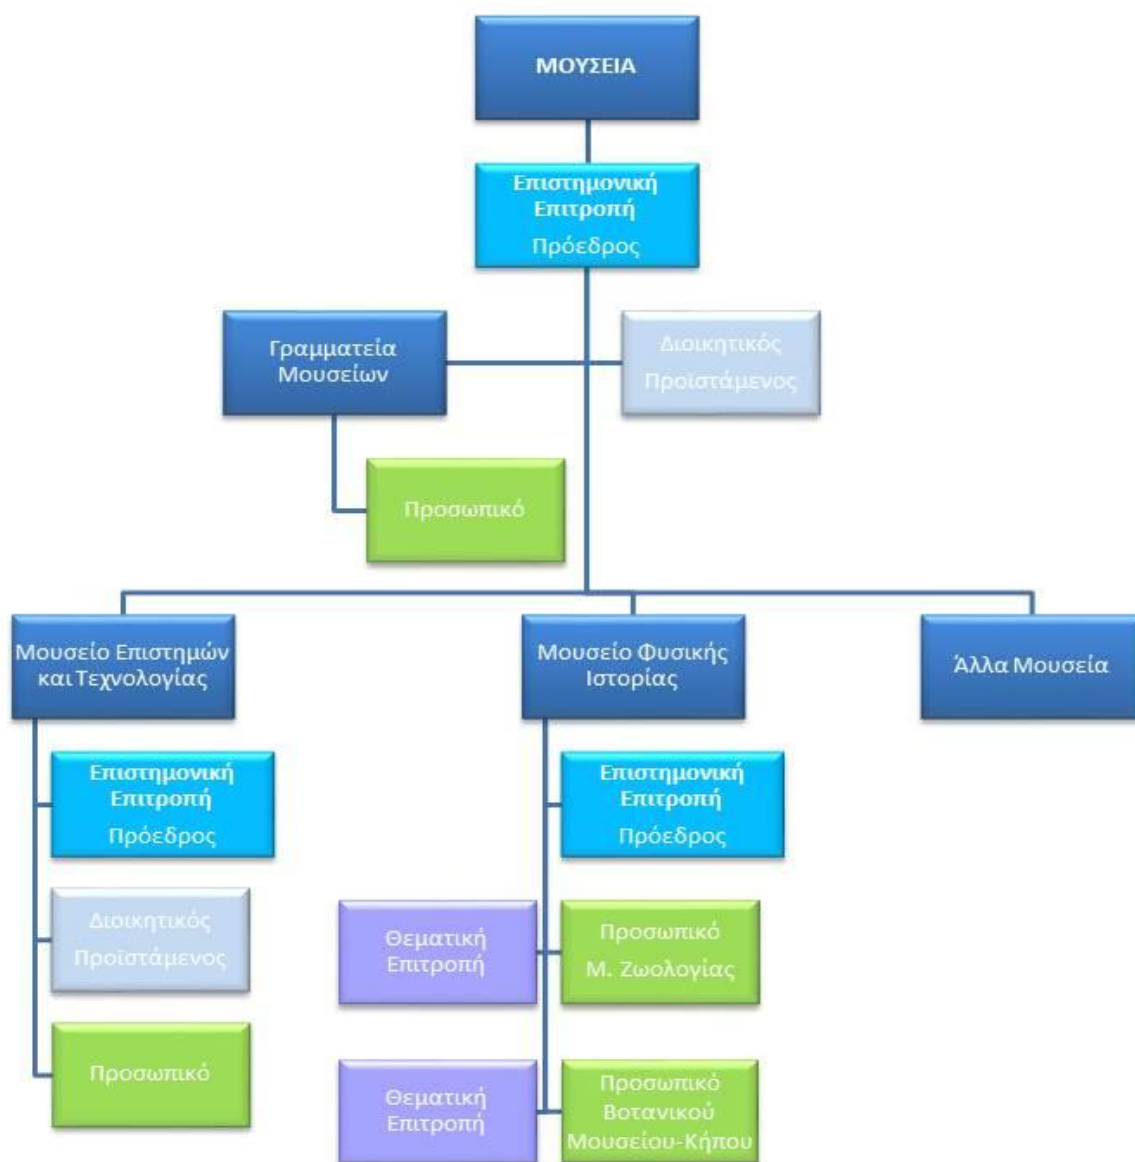 ΜΟΥΣΕΙΑ
Επιστημονική
Επιτροπή
Πρόεδρος
Γραμματεία
Μουσείων
Διοικητικός
Προϊστάμενος
Προσωπικό
Μουσείο Επιστημών
και Τεχνολογίας
Μουσείο Φυσικής
Ιστορίας
Άλλα Μουσεία
Επιστημονική
Επιτροπή
Πρόεδρος
Διοικητικός
Προϊστάμενος
Προσωπικό
Επιστημονική
Επιτροπή
Πρόεδρος
Θεματική
Επιτροπή
Προσωπικό
Μ. Ζωολογίας
Θεματική
Επιτροπή
Προσωπικό
Βοτανικού
Μουσείου-Κήπου